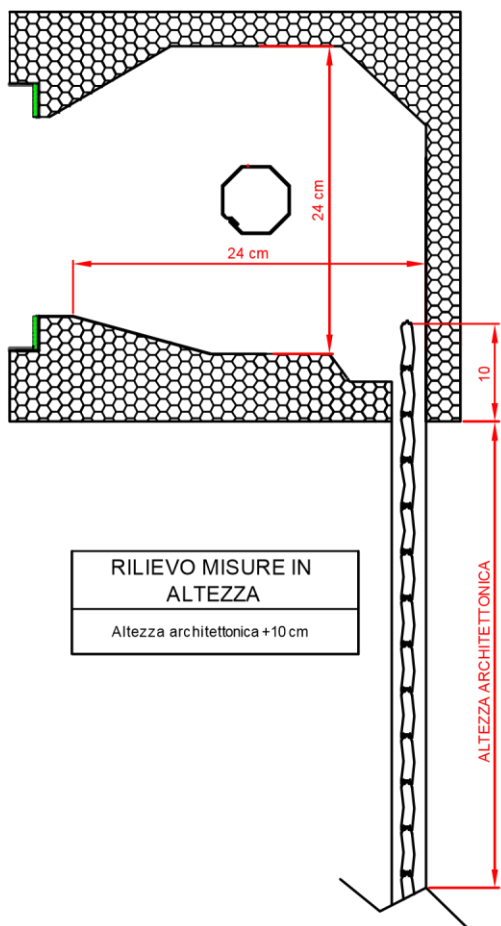 24 cm
24 cm
10
RILIEVO MISURE IN
ALTEZZA
Altezza architettonica +10 cm
ALTEZZA ARCHITETTONICA